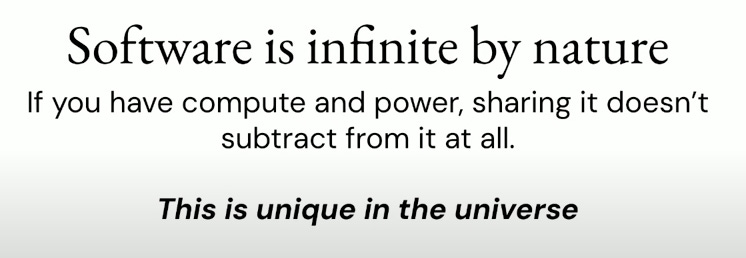 Software is infinite by nature
If you have compute and power, sharing it doesn’t
subtract from it at all.
This is unique in the universe